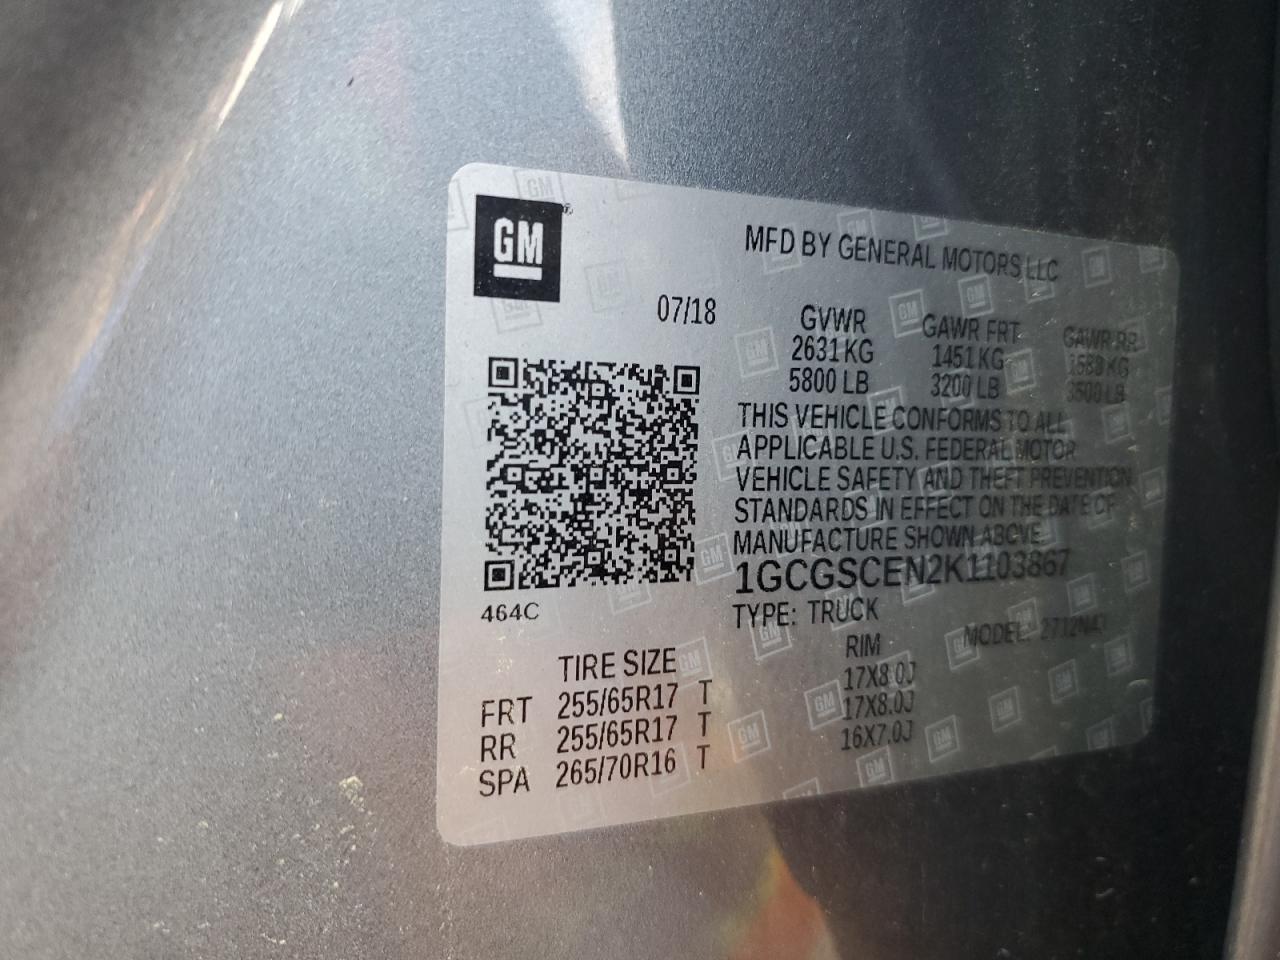 GM
MFD BY GENERAL MOTORS LLC
07/18
GVWR GAWR FRT GAWR RR
2631 KG 1451 KG 1588 KG
5800 LB 3200 LB 3500 LB
THIS VEHICLE CONFORMS TO ALL
APPLICABLE U.S. FEDERAL MOTOR
VEHICLE SAFETY AND THEFT PREVENTION
STANDARDS IN EFFECT ON THE DATE OF
MANUFACTURE SHOWN ABOVE.
1GCGSCEN2K1103867
464C
TYPE: TRUCK MODEL:
TIRE SIZE RIM
FRT 255/65R17 T 17X8.0J
RR 255/65R17 T 17X8.0J
SPA 265/70R16 T 16X7.0J